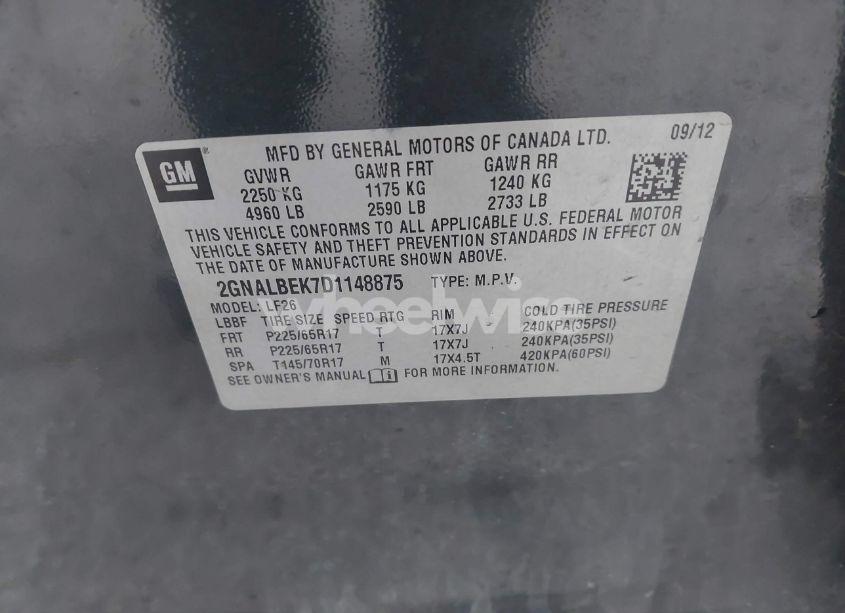 GM
MFD BY GENERAL MOTORS OF CANADA LTD. 09/12
GVWR GAWR FRT GAWR RR
2250 KG 1175 KG 1240 KG
4960 LB 2590 LB 2733 LB
THIS VEHICLE CONFORMS TO ALL APPLICABLE U.S. FEDERAL MOTOR
VEHICLE SAFETY AND THEFT PREVENTION STANDARDS IN EFFECT ON
THE DATE OF MANUFACTURE SHOWN ABOVE.
2GNALBEK7D1148875 TYPE: M.P.V.
MODEL: LF26
LBBF TIRE SIZE SPEED RTG RIM COLD TIRE PRESSURE
FRT P225/65R17 T 17X7J 240KPA(35PSI)
RR P225/65R17 T 17X7J 240KPA(35PSI)
SPA T145/70R17 M 17X4.5T 420KPA(60PSI)
SEE OWNER'S MANUAL FOR MORE INFORMATION.
wheelwise